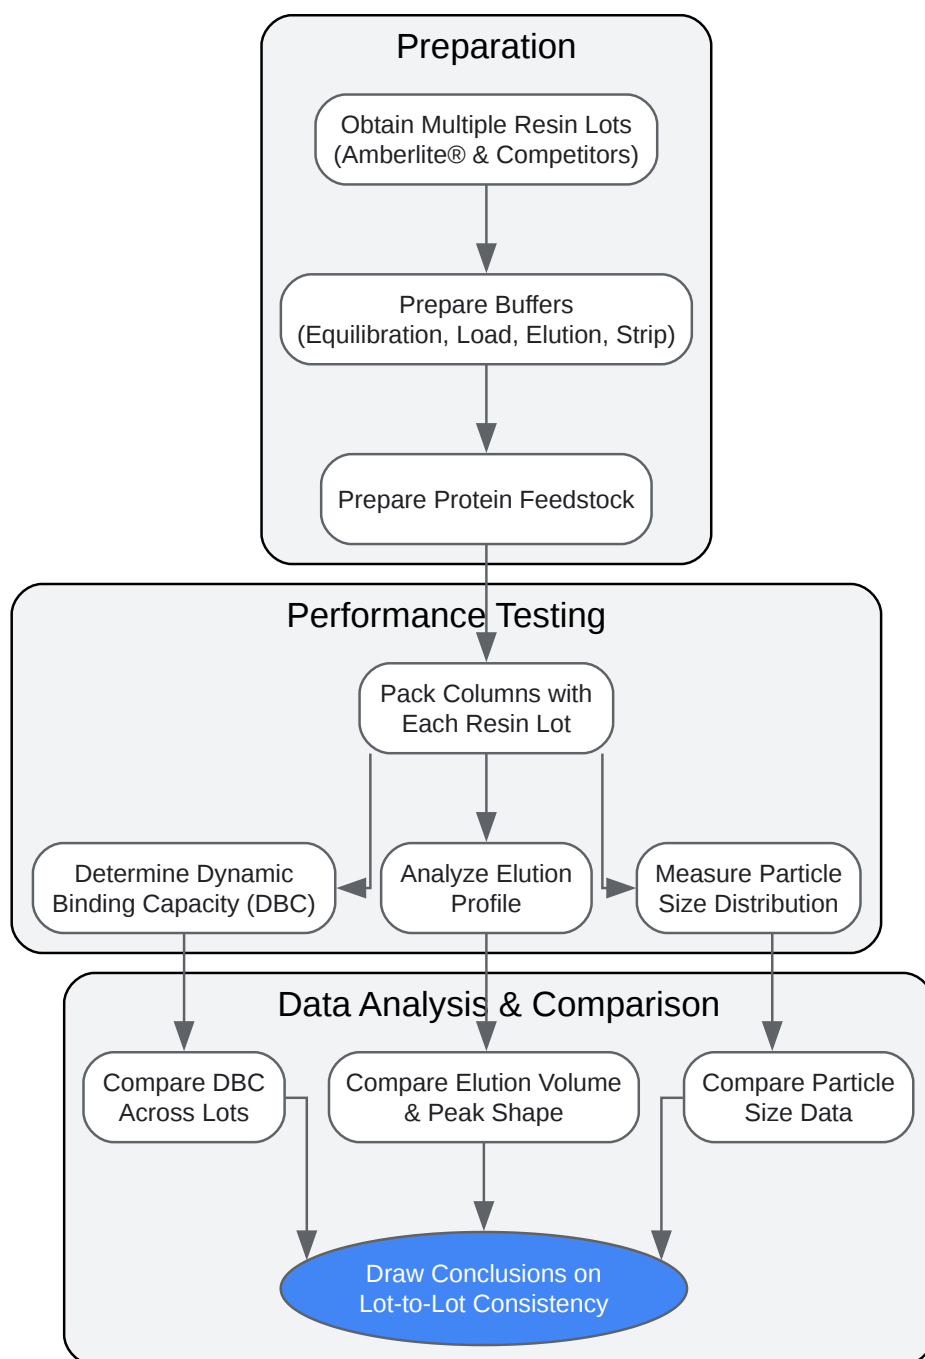 Preparation
Obtain Multiple Resin Lots
(Amberlite® & Competitors)
Prepare Buffers
(Equilibration, Load, Elution, Strip)
Prepare Protein Feedstock
Performance Testing
Pack Columns with
Each Resin Lot
Determine Dynamic
Binding Capacity (DBC)
Analyze Elution
Profile
Measure Particle
Size Distribution
Data Analysis & Comparison
Compare DBC
Across Lots
Compare Elution Volume
& Peak Shape
Compare Particle
Size Data
Draw Conclusions on
Lot-to-Lot Consistency